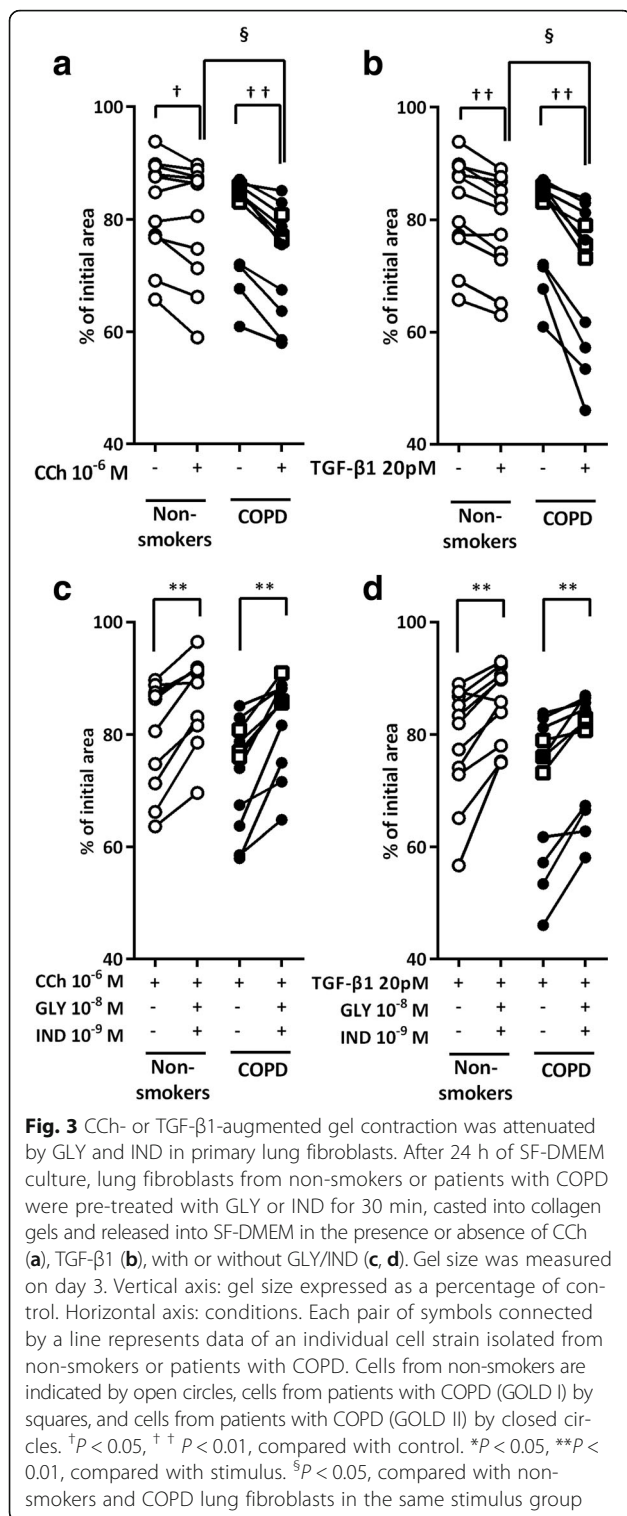 a § b §
† †† †† ††
100 100
% of initial area % of initial area
80 80
60 60
40 40
CCh 10-6 M - + - + TGF-β1 20pM - + - +
Non-smokers COPD Non-smokers COPD
c ** ** d ** **
100 100
% of initial area % of initial area
80 80
60 60
40 40
CCh 10-6 M + + + + TGF-β1 20pM + + + +
GLY 10-8 M - + - + GLY 10-8 M - + - +
IND 10-9 M - + - + IND 10-9 M - + - +
Non-smokers COPD Non-smokers COPD
Fig. 3 CCh- or TGF-β1-augmented gel contraction was attenuated
by GLY and IND in primary lung fibroblasts. After 24 h of SF-DMEM
culture, lung fibroblasts from non-smokers or patients with COPD
were pre-treated with GLY or IND for 30 min, casted into collagen
gels and released into SF-DMEM in the presence or absence of CCh
(a), TGF-β1 (b), with or without GLY/IND (c, d). Gel size was measured
on day 3. Vertical axis: gel size expressed as a percentage of con-
trol. Horizontal axis: conditions. Each pair of symbols connected
by a line represents data of an individual cell strain isolated from
non-smokers or patients with COPD. Cells from non-smokers are
indicated by open circles, cells from patients with COPD (GOLD I) by
squares, and cells from patients with COPD (GOLD II) by closed cir-
cles. †P < 0.05, † † P < 0.01, compared with control. *P < 0.05, **P <
0.01, compared with stimulus. §P < 0.05, compared with non-
smokers and COPD lung fibroblasts in the same stimulus group